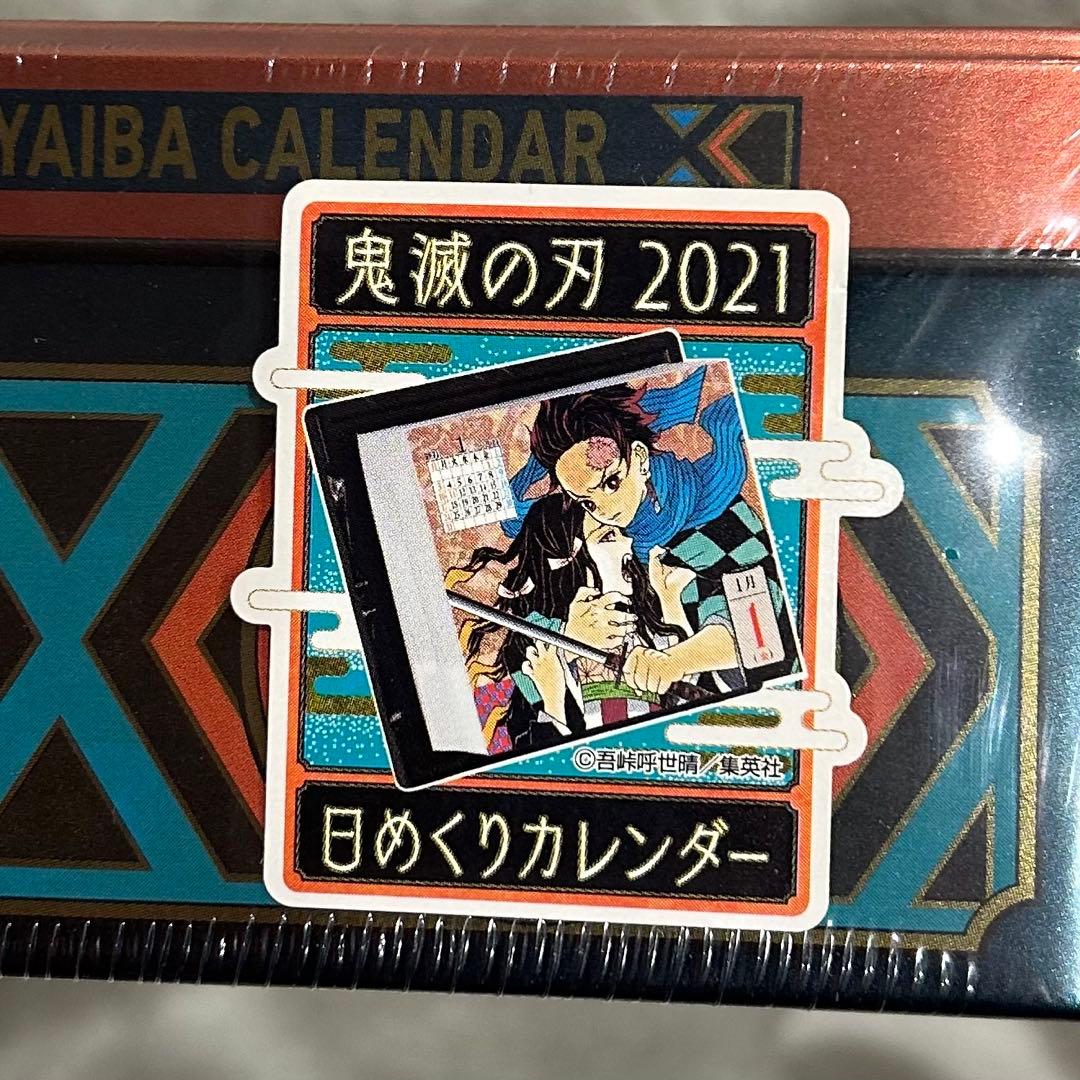 YAIBA CALENDAR
鬼滅の刃 2021
1月
1
©吾峠呼世晴／集英社
日めくりカレンダー